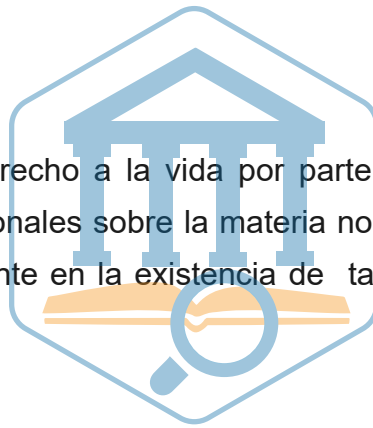 recho a la vida por parte
onales sobre la materia no
nte en la existencia de ta